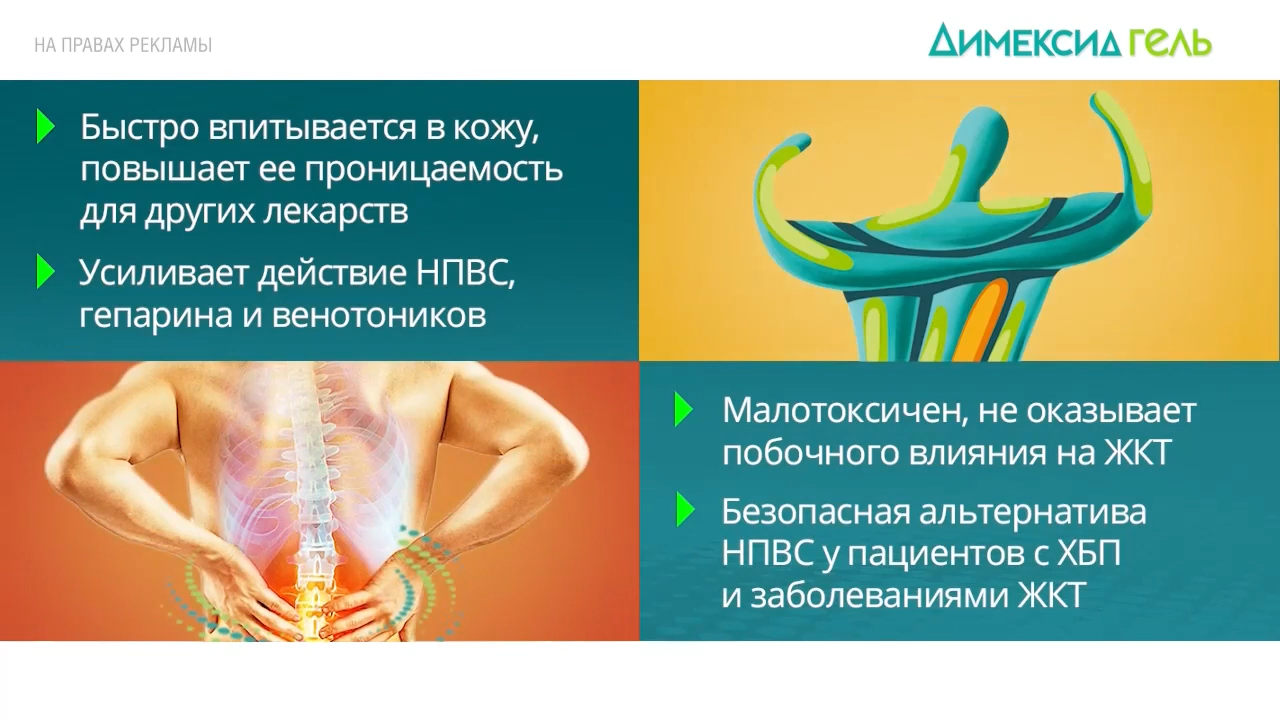 НА ПРАВАХ РЕКЛАМЫ
ДИМЕКСИД ГЕЛЬ
Быстро впитывается в кожу,
повышает ее проницаемость
для других лекарств
Усиливает действие НПВС,
гепарина и венотоников
Малотоксичен, не оказывает
побочного влияния на ЖКТ
Безопасная альтернатива
НПВС у пациентов с ХБП
и заболеваниями ЖКТ